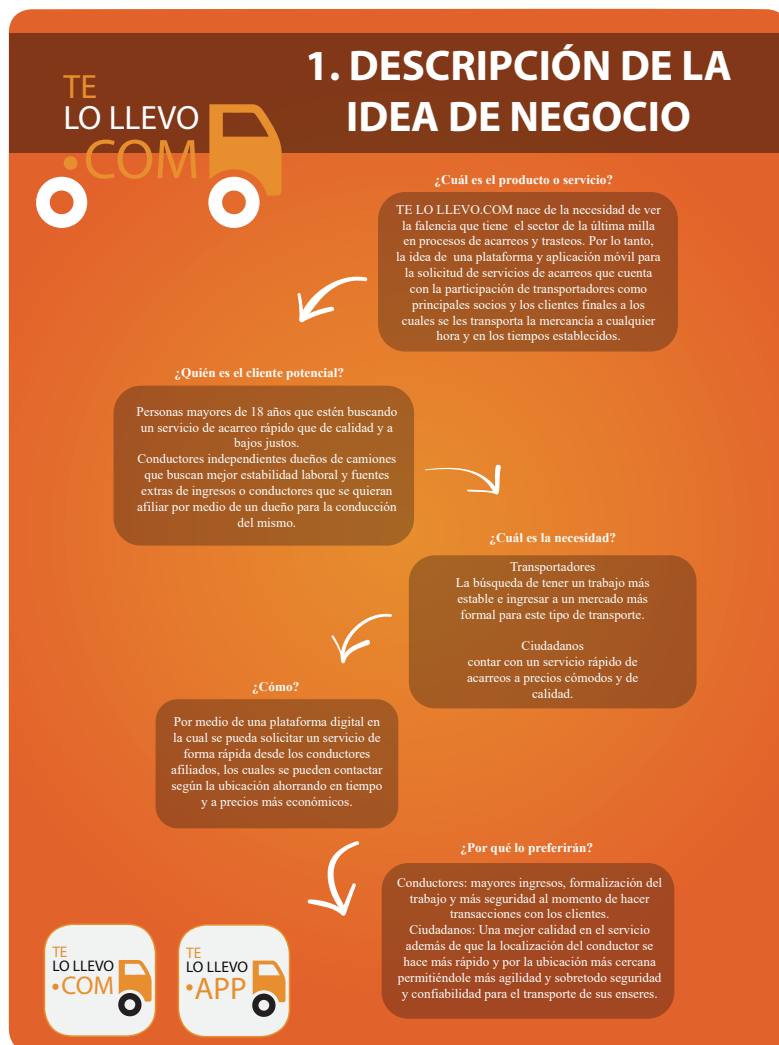 TE
LO LLEVO
•COM
1. DESCRIPCIÓN DE LA
IDEA DE NEGOCIO
¿Cuál es el producto o servicio?
TE LO LLEVO.COM nace de la necesidad de ver
la falencia que tiene el sector de la última milla
en procesos de acarreos y trasteos. Por lo tanto,
la idea de una plataforma y aplicación móvil para
la solicitud de servicios de acarreos que cuenta
con la participación de transportadores como
principales socios y los clientes finales a los
cuales se les transporta la mercancía a cualquier
hora y en los tiempos establecidos.
¿Quién es el cliente potencial?
Personas mayores de 18 años que estén buscando
un servicio de acarreo rápido que de calidad y a
bajos justos.
Conductores independientes dueños de camiones
que buscan mejor estabilidad laboral y fuentes
extras de ingresos o conductores que se quieran
afiliar por medio de un dueño para la conducción
del mismo.
¿Cuál es la necesidad?
Transportadores
La búsqueda de tener un trabajo más
estable e ingresar a un mercado más
formal para este tipo de transporte.
Ciudadanos
contar con un servicio rápido de
acarreos a precios cómodos y de
calidad.
¿Cómo?
Por medio de una plataforma digital en
la cual se pueda solicitar un servicio de
forma rápida desde los conductores
afiliados, los cuales se pueden contactar
según la ubicación ahorrando en tiempo
y a precios más económicos.
¿Por qué lo preferirán?
Conductores: mayores ingresos, formalización del
trabajo y más seguridad al momento de hacer
transacciones con los clientes.
Ciudadanos: Una mejor calidad en el servicio
además de que la localización del conductor se
hace más rápido y por la ubicación más cercana
permitiéndole más agilidad y sobretodo seguridad
y confiabilidad para el transporte de sus enseres.
TE
LO LLEVO
•COM
TE
LO LLEVO
•APP